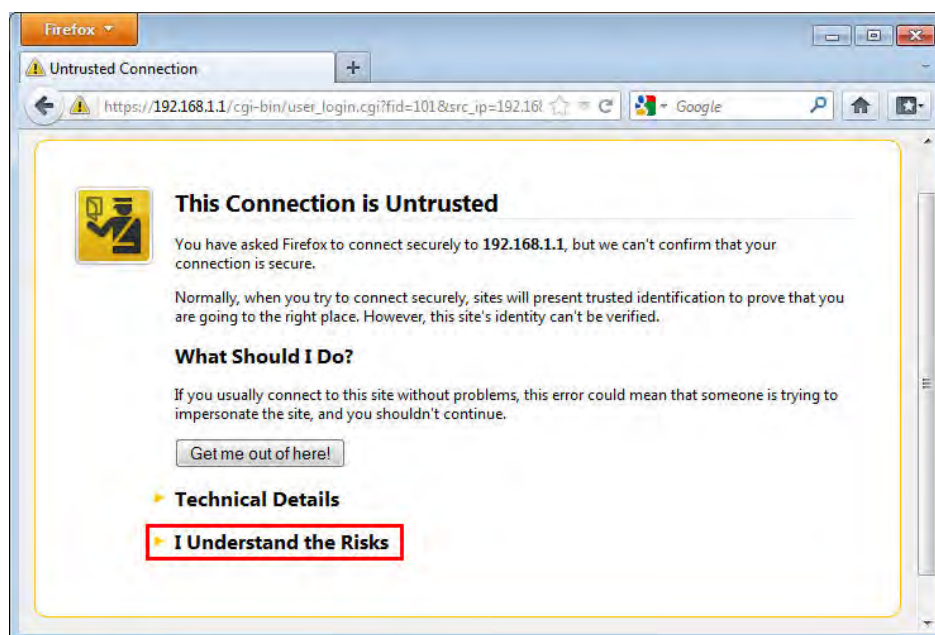 Firefox
Untrusted Connection
https://192.168.1.1/cgi-bin/user_login.cgi?fid=101&src_ip=192.168
Google
This Connection is Untrusted
You have asked Firefox to connect securely to 192.168.1.1, but we can't confirm that your
connection is secure.
Normally, when you try to connect securely, sites will present trusted identification to prove that you
are going to the right place. However, this site's identity can't be verified.
What Should I Do?
If you usually connect to this site without problems, this error could mean that someone is trying to
impersonate the site, and you shouldn't continue.
Get me out of here!
Technical Details
I Understand the Risks